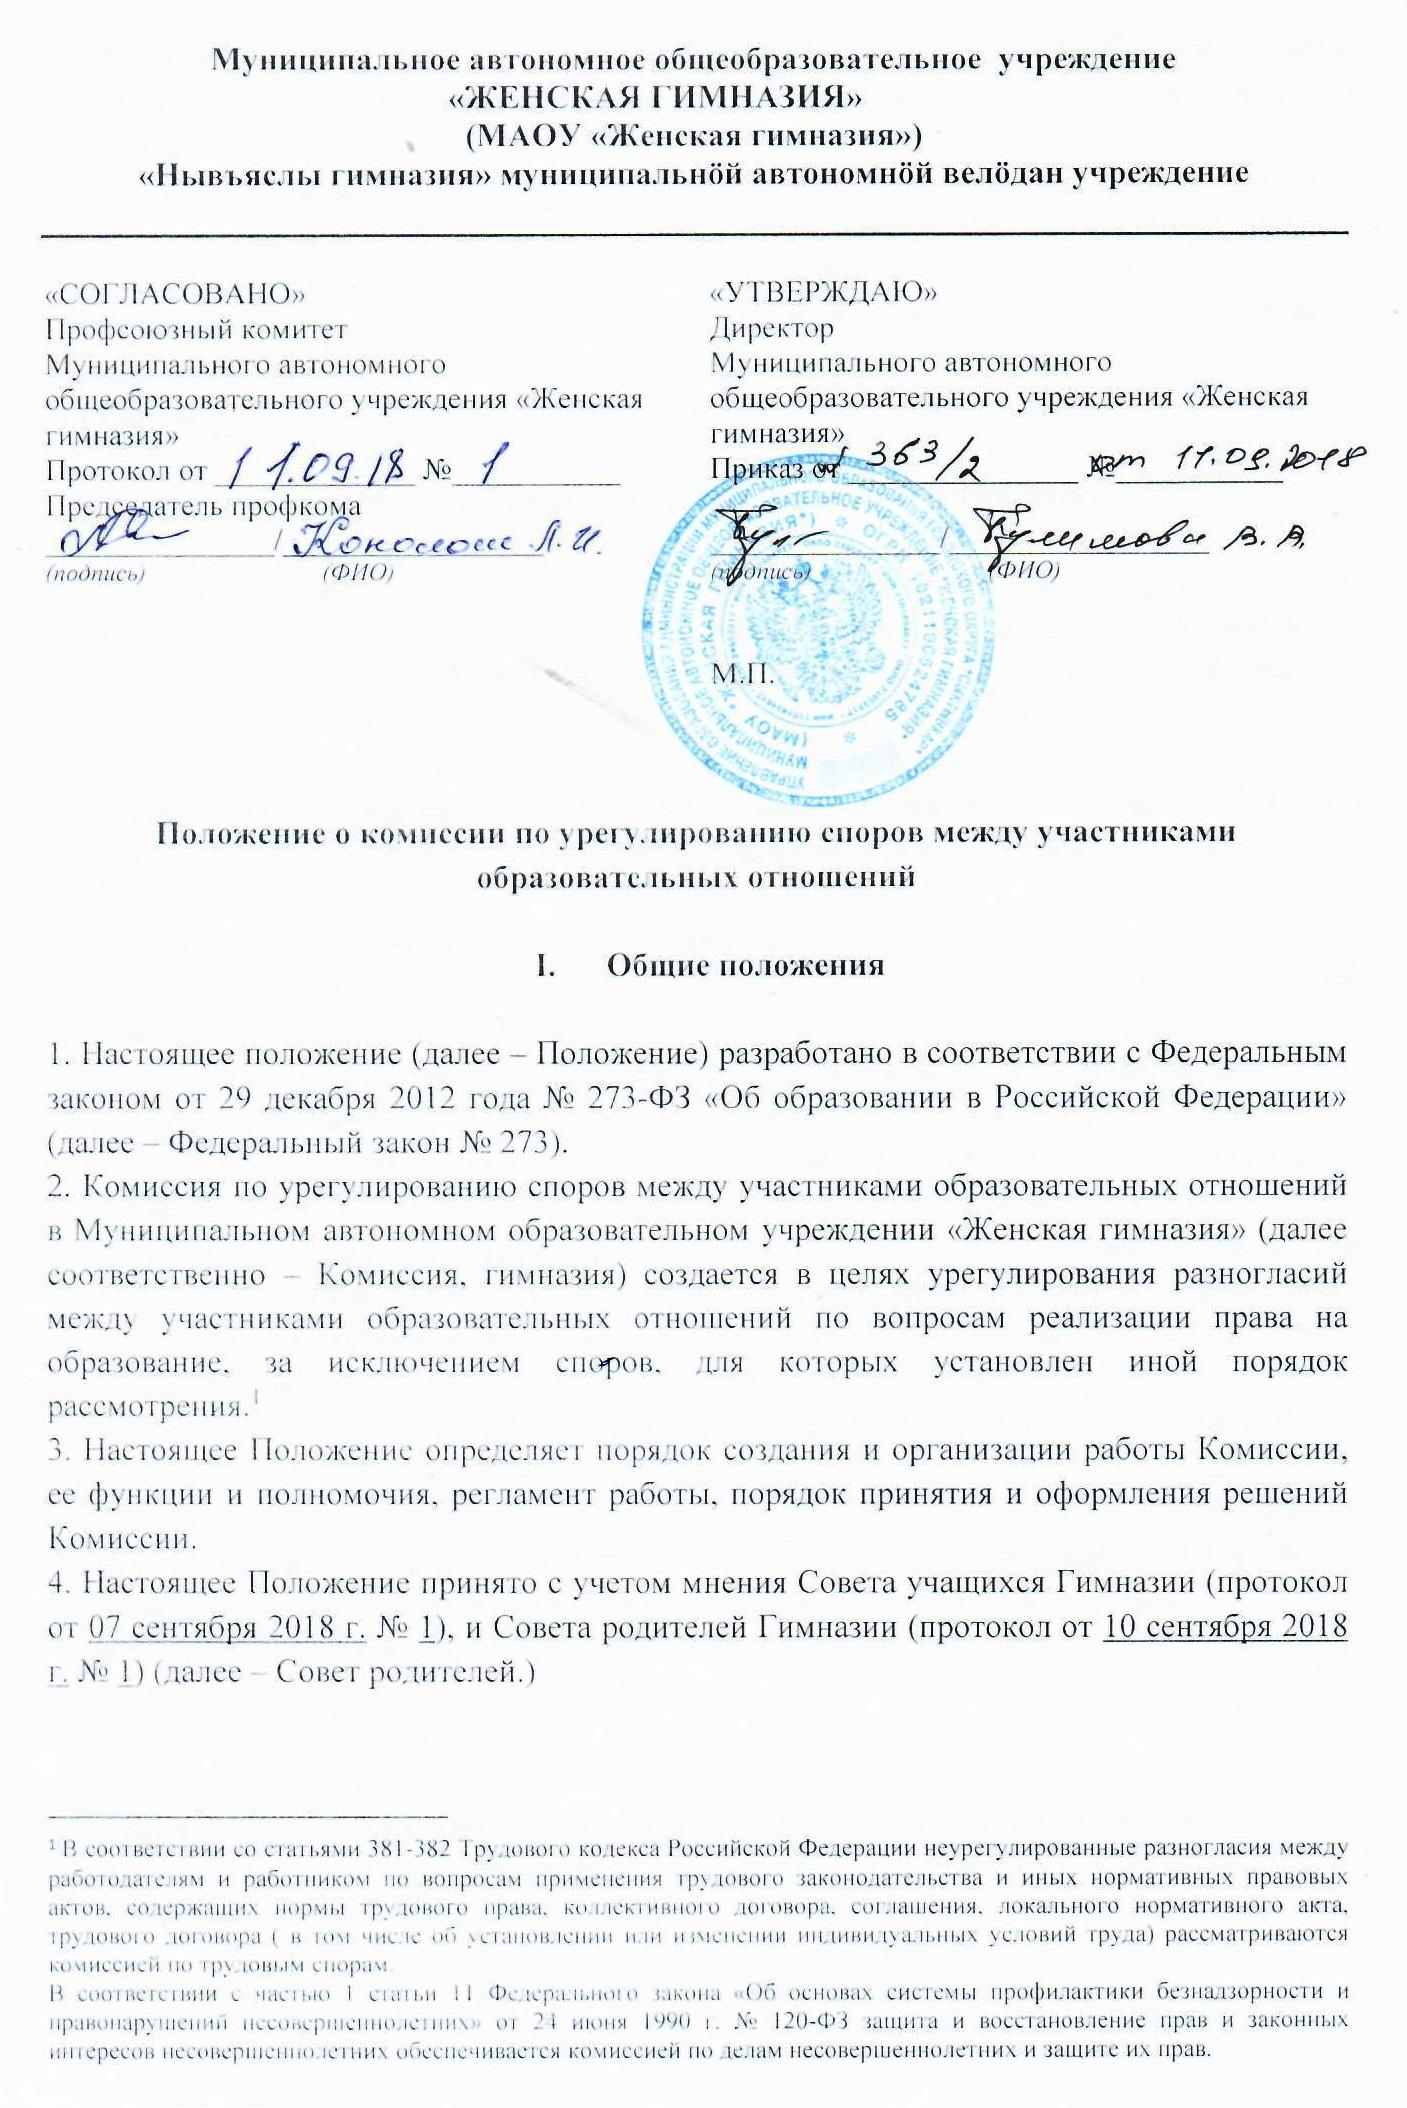 Муниципальное автономное общеобразовательное учреждение
«ЖЕНСКАЯ ГИМНАЗИЯ»
(МАОУ «Женская гимназия»)
«Нывъяслы гимназия» муниципальнӧй автономнӧй велӧдан учреждение
«СОГЛАСОВАНО»
Профсоюзный комитет
Муниципального автономного
общеобразовательного учреждения «Женская
гимназия»
Протокол от 11.09.18 № 1
Председатель профкома
/ Л.И.
(подпись) (ФИО)
«УТВЕРЖДАЮ»
Директор
Муниципального автономного
общеобразовательного учреждения «Женская
гимназия»
Приказ от 363/2 от 11.09.2018
/ Кулимова В.А.
(подпись) (ФИО)
М.П.
Положение о комиссии по урегулированию споров между участниками
образовательных отношений
I. Общие положения
1. Настоящее положение (далее – Положение) разработано в соответствии с Федеральным
законом от 29 декабря 2012 года № 273-ФЗ «Об образовании в Российской Федерации»
(далее – Федеральный закон № 273).
2. Комиссия по урегулированию споров между участниками образовательных отношений
в Муниципальном автономном образовательном учреждении «Женская гимназия» (далее
соответственно – Комиссия, гимназия) создается в целях урегулирования разногласий
между участниками образовательных отношений по вопросам реализации права на
образование, за исключением споров, для которых установлен иной порядок
рассмотрения.¹
3. Настоящее Положение определяет порядок создания и организации работы Комиссии,
ее функции и полномочия, регламент работы, порядок принятия и оформления решений
Комиссии.
4. Настоящее Положение принято с учетом мнения Совета учащихся Гимназии (протокол
от 07 сентября 2018 г. № 1), и Совета родителей Гимназии (протокол от 10 сентября 2018
г. № 1) (далее – Совет родителей.)
¹ В соответствии со статьями 381-382 Трудового кодекса Российской Федерации неурегулированные разногласия между
работодателям и работником по вопросам применения трудового законодательства и иных нормативных правовых
актов, содержащих нормы трудового права, коллективного договора, соглашения, локального нормативного акта,
трудового договора ( в том числе об установлении или изменении индивидуальных условий труда) рассматриваются
комиссией по трудовым спорам.
В соответствии с частью 1 статьи 11 Федерального закона «Об основах системы профилактики безнадзорности и
правонарушений несовершеннолетних» от 24 июня 1990 г. № 120-ФЗ защита и восстановление прав и законных
интересов несовершеннолетних обеспечивается комиссией по делам несовершеннолетних и защите их прав.